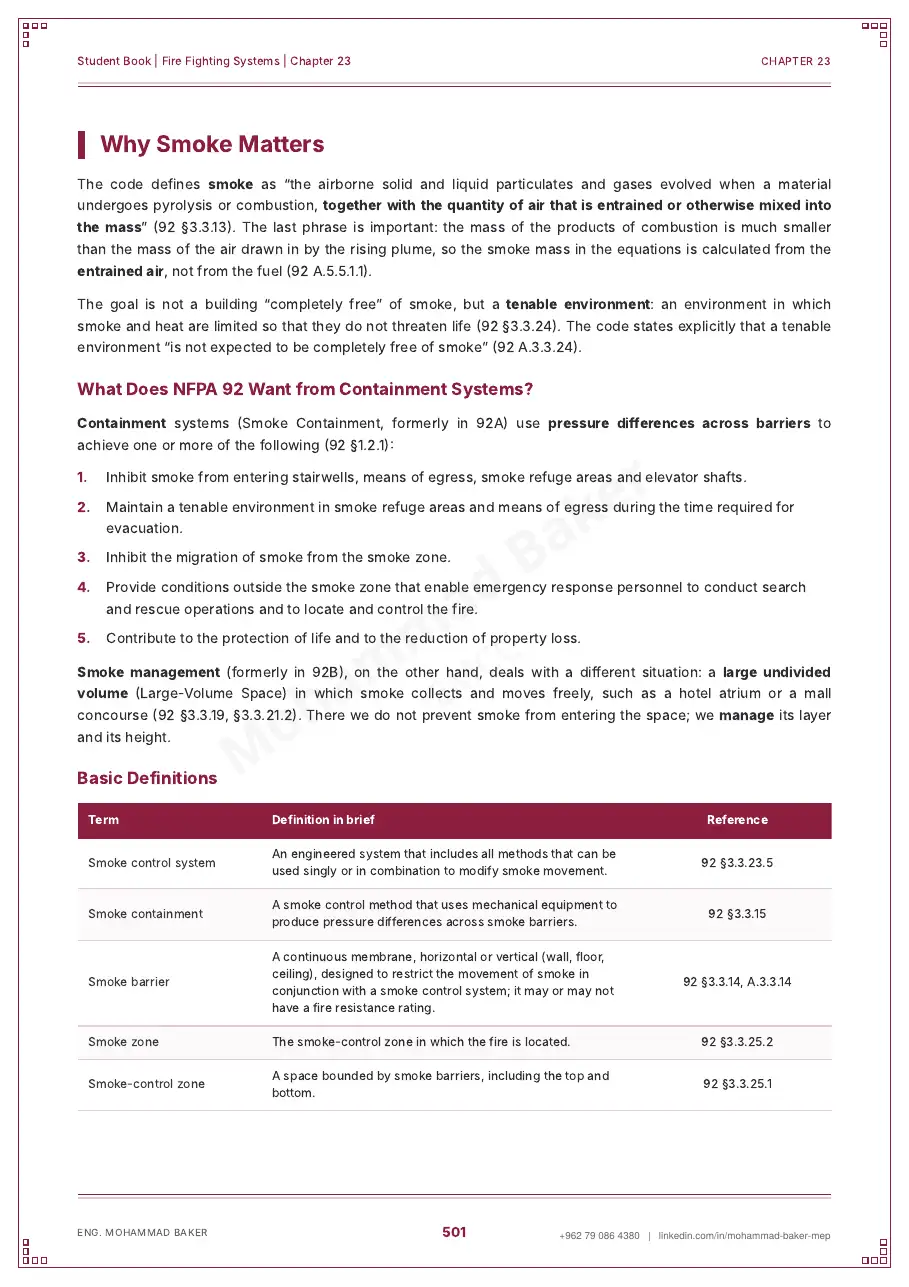 Student Book | Fire Fighting Systems | Chapter 23
CHAPTER 23
Why Smoke Matters
The code defines smoke as “the airborne solid and liquid particulates and gases evolved when a material
undergoes pyrolysis or combustion, together with the quantity of air that is entrained or otherwise mixed into
the mass” (92 §3.3.13). The last phrase is important: the mass of the products of combustion is much smaller
than the mass of the air drawn in by the rising plume, so the smoke mass in the equations is calculated from the
entrained air, not from the fuel (92 A.5.5.1.1).
The goal is not a building “completely free” of smoke, but a tenable environment: an environment in which
smoke and heat are limited so that they do not threaten life (92 §3.3.24). The code states explicitly that a tenable
environment “is not expected to be completely free of smoke” (92 A.3.3.24).
What Does NFPA 92 Want from Containment Systems?
Containment systems (Smoke Containment, formerly in 92A) use pressure differences across barriers to
achieve one or more of the following (92 §1.2.1):
1. Inhibit smoke from entering stairwells, means of egress, smoke refuge areas and elevator shafts.
2. Maintain a tenable environment in smoke refuge areas and means of egress during the time required for
evacuation.
3. Inhibit the migration of smoke from the smoke zone.
4. Provide conditions outside the smoke zone that enable emergency response personnel to conduct search
and rescue operations and to locate and control the fire.
5. Contribute to the protection of life and to the reduction of property loss.
Smoke management (formerly in 92B), on the other hand, deals with a different situation: a large undivided
volume (Large-Volume Space) in which smoke collects and moves freely, such as a hotel atrium or a mall
concourse (92 §3.3.19, §3.3.21.2). There we do not prevent smoke from entering the space; we manage its layer
and its height.
Basic Definitions
Term Definition in brief Reference
Smoke control system
An engineered system that includes all methods that can be
used singly or in combination to modify smoke movement.
92 §3.3.23.5
Smoke containment
A smoke control method that uses mechanical equipment to
produce pressure differences across smoke barriers.
92 §3.3.15
Smoke barrier
A continuous membrane, horizontal or vertical (wall, floor,
ceiling), designed to restrict the movement of smoke in
conjunction with a smoke control system; it may or may not
have a fire resistance rating.
92 §3.3.14, A.3.3.14
Smoke zone The smoke-control zone in which the fire is located. 92 §3.3.25.2
Smoke-control zone
A space bounded by smoke barriers, including the top and
bottom.
92 §3.3.25.1
Mohammad Baker
ENG. MOHAMMAD BAKER
501
+962 79 086 4380 | linkedin.com/in/mohammad-baker-mep